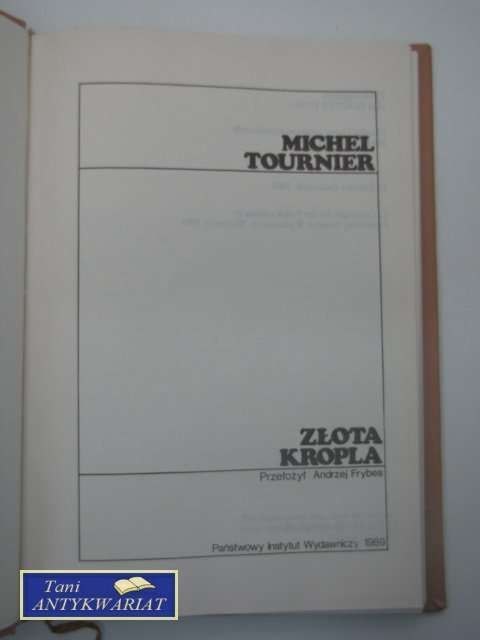 MICHEL
TOURNIER
ZŁOTA
KROPLA
Przełożył Andrzej Frybes
Państwowy Instytut Wydawniczy 1989
Tani
ANTYKWARIAT